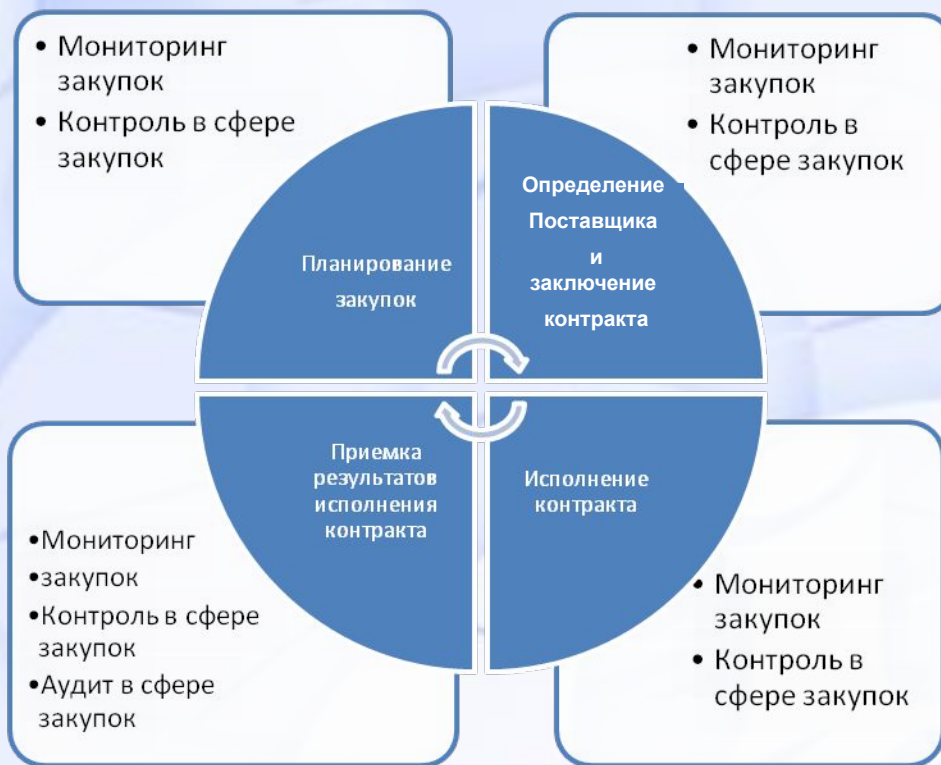 • Мониторинг
закупок
• Контроль в сфере
закупок
• Мониторинг
закупок
• Контроль в
сфере закупок
Планирование
закупок
Определение
Поставщика
и
заключение
контракта
Приемка
результатов
исполнения
контракта
Исполнение
контракта
•Мониторинг
•закупок
•Контроль в сфере
закупок
•Аудит в сфере
закупок
• Мониторинг
закупок
• Контроль в
сфере закупок